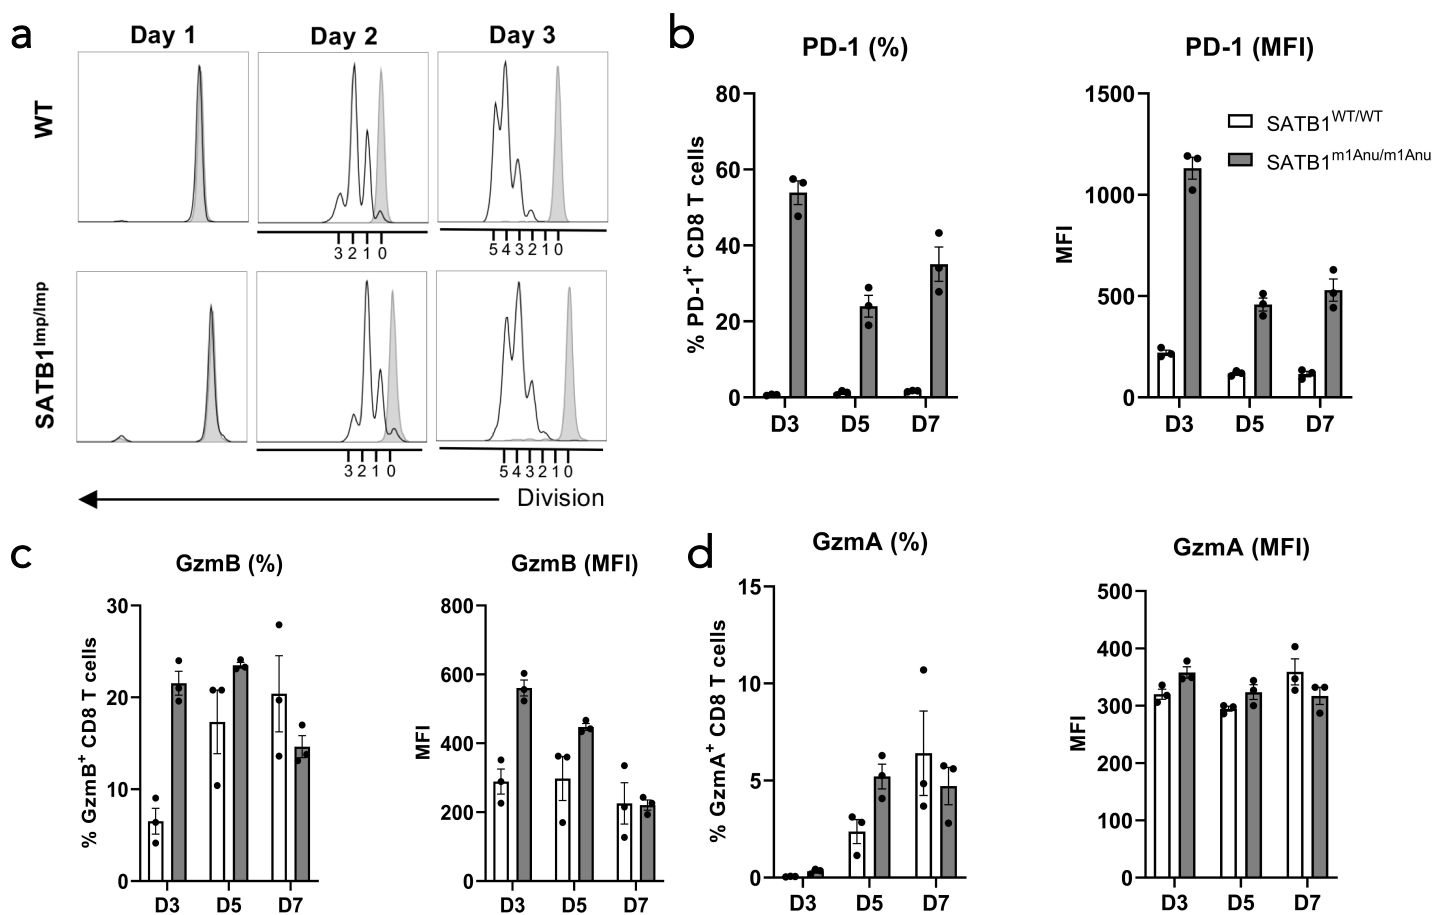 a
Day 1 Day 2 Day 3
WT
3 2 1 0
5 4 3 2 1 0
SATB1Imp/Imp
3 2 1 0
5 4 3 2 1 0
Division
b
PD-1 (%)
% PD-1+ CD8 T cells
80
60
40
20
0
D3 D5 D7
PD-1 (MFI)
MFI
1500
1000
500
0
D3 D5 D7
SATB1WT/WT
SATB1m1Anu/m1Anu
c
GzmB (%)
% GzmB+ CD8 T cells
30
20
10
0
D3 D5 D7
GzmB (MFI)
MFI
800
600
400
200
0
D3 D5 D7
d
GzmA (%)
% GzmA+ CD8 T cells
15
10
5
0
D3 D5 D7
GzmA (MFI)
MFI
500
400
300
200
100
0
D3 D5 D7